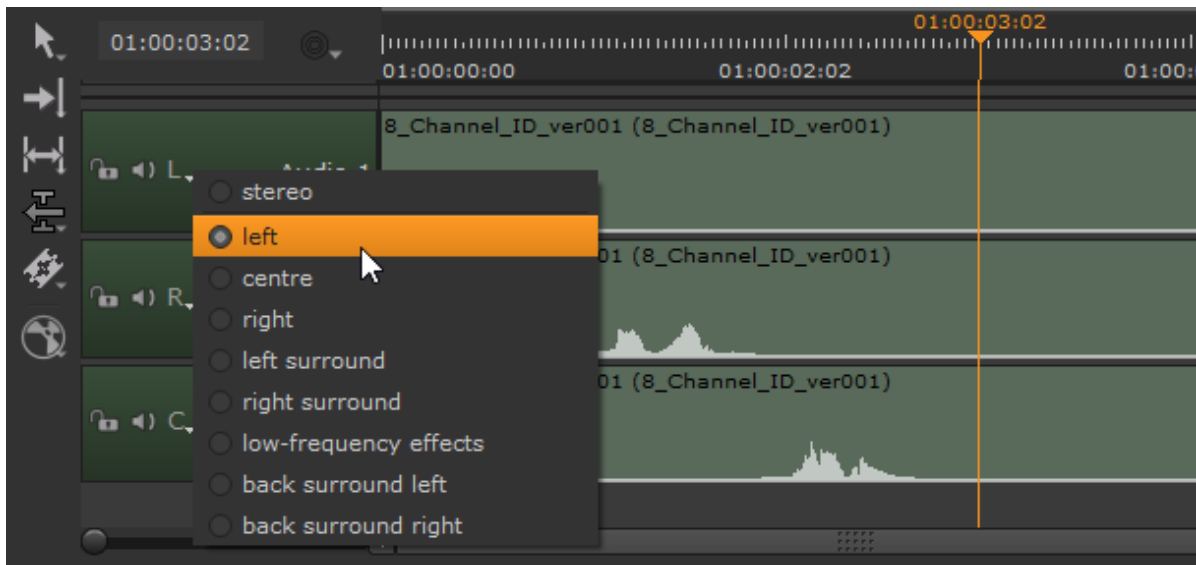 01:00:03:02
01:00:03:02
01:00:00:00 01:00:02:02 01:00:
8_Channel_ID_ver001 (8_Channel_ID_ver001)
L
stereo
left
01 (8_Channel_ID_ver001)
centre
R
right
left surround
01 (8_Channel_ID_ver001)
right surround
C
low-frequency effects
back surround left
back surround right